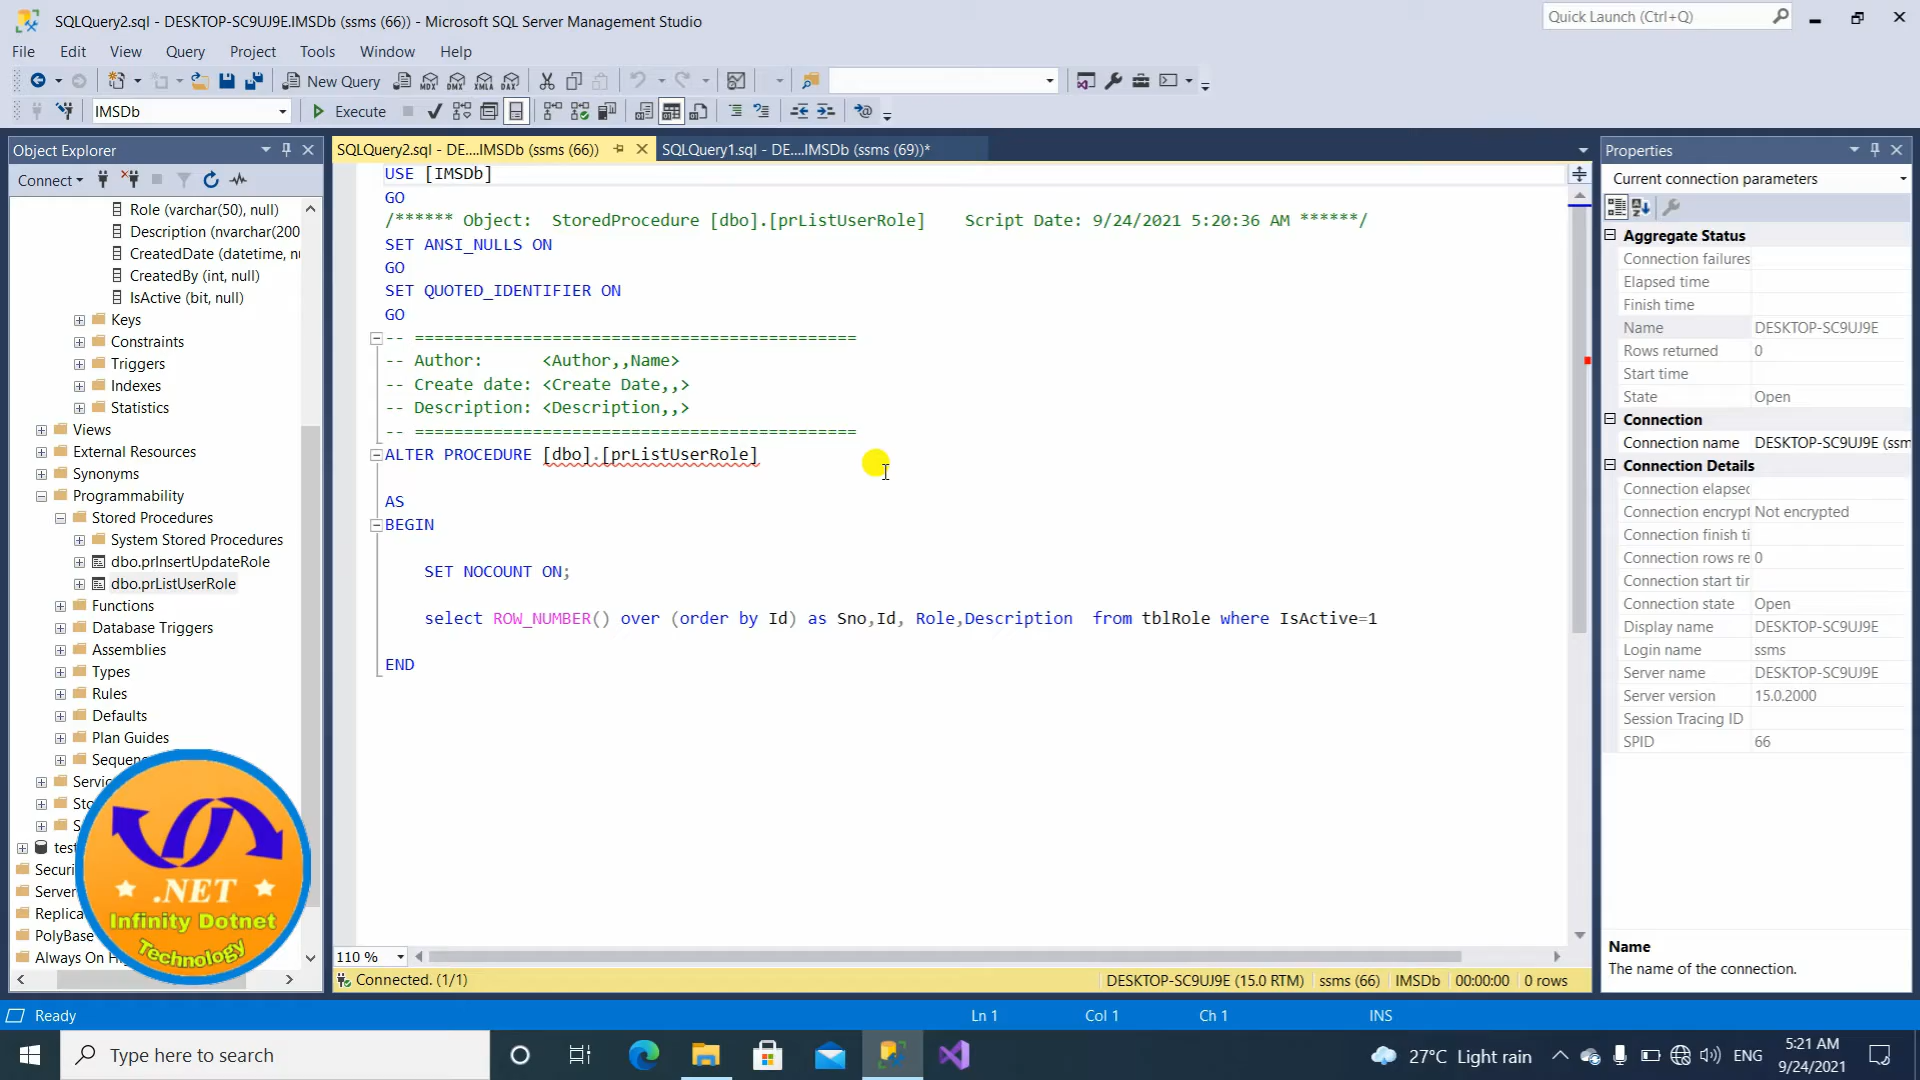 SQLQuery2.sql - DESKTOP-SC9UJ9E.IMSDb (ssms (66)) - Microsoft SQL Server Management Studio
Quick Launch (Ctrl+Q)
File Edit View Query Project Tools Window Help
New Query
MDX DMX XMLA DAX
IMSDb
Execute
Object Explorer
SQLQuery2.sql - DE....IMSDb (ssms (66))
SQLQuery1.sql - DE....IMSDb (ssms (69))*
Properties
Connect
Current connection parameters
Role (varchar(50), null)
Description (nvarchar(200
CreatedDate (datetime, nu
CreatedBy (int, null)
IsActive (bit, null)
Keys
Constraints
Triggers
Indexes
Statistics
Views
External Resources
Synonyms
Programmability
Stored Procedures
System Stored Procedures
dbo.prInsertUpdateRole
dbo.prListUserRole
Functions
Database Triggers
Assemblies
Types
Rules
Defaults
Plan Guides
Sequen
Servic
Sto
S
test
Securi
Server
Replica
PolyBase
Always On Hi
.NET
Infinity Dotnet
Technology
USE [IMSDb]
GO
/****** Object:  StoredProcedure [dbo].[prListUserRole]    Script Date: 9/24/2021 5:20:36 AM ******/
SET ANSI_NULLS ON
GO
SET QUOTED_IDENTIFIER ON
GO
-- =============================================
-- Author:      <Author,,Name>
-- Create date: <Create Date,,>
-- Description: <Description,,>
-- =============================================
ALTER PROCEDURE [dbo].[prListUserRole]
AS
BEGIN
SET NOCOUNT ON;
select ROW_NUMBER() over (order by Id) as Sno,Id, Role,Description  from tblRole where IsActive=1
END
110 %
Connected. (1/1)
DESKTOP-SC9UJ9E (15.0 RTM) ssms (66) IMSDb 00:00:00 0 rows
Aggregate Status
Connection failures
Elapsed time
Finish time
Name DESKTOP-SC9UJ9E
Rows returned 0
Start time
State Open
Connection
Connection name DESKTOP-SC9UJ9E (ssm
Connection Details
Connection elapsed
Connection encrypt Not encrypted
Connection finish ti
Connection rows re 0
Connection start tir
Connection state Open
Display name DESKTOP-SC9UJ9E
Login name ssms
Server name DESKTOP-SC9UJ9E
Server version 15.0.2000
Session Tracing ID
SPID 66
Name
The name of the connection.
Ready
Ln 1 Col 1 Ch 1 INS
Type here to search
27°C Light rain
ENG
5:21 AM
9/24/2021